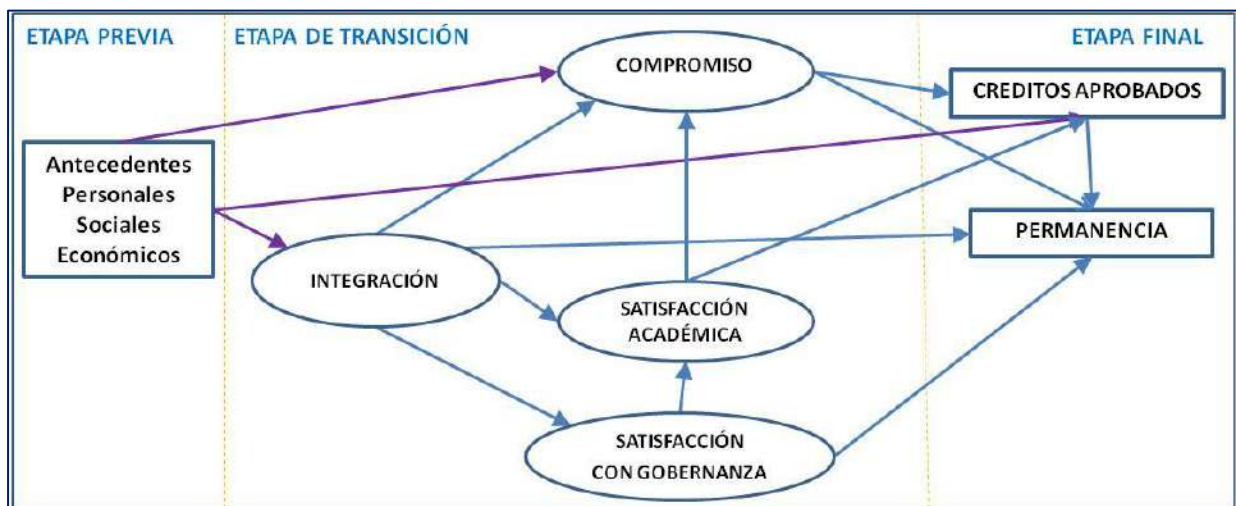 ETAPA PREVIA
ETAPA DE TRANSICIÓN
ETAPA FINAL
COMPROMISO
CREDITOS APROBADOS
Antecedentes
Personales
Sociales
Económicos
PERMANENCIA
INTEGRACIÓN
SATISFACCIÓN
ACADÉMICA
SATISFACCIÓN
CON GOBERNANZA